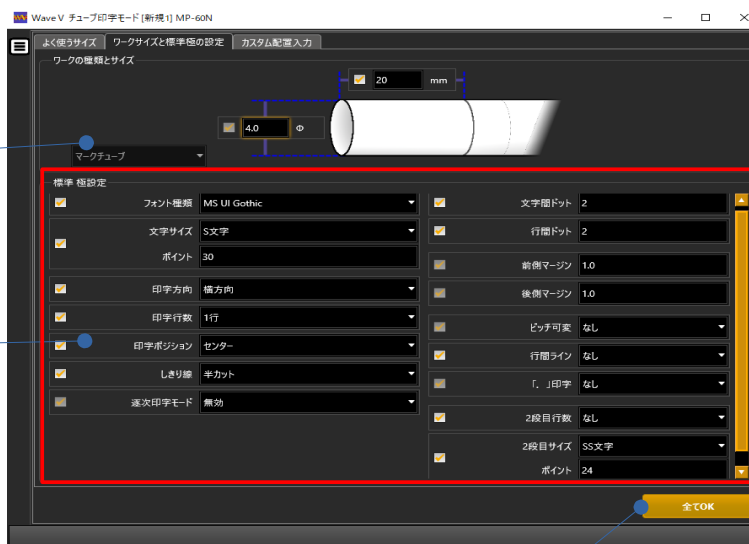 Wave V チューブ印字モード [新規1] MP-60N
よく使うサイズ ワークサイズと標準極の設定 カスタム配置入力
ワークの種類とサイズ
20 mm
4.0 Φ
マークチューブ
標準 極設定
フォント種類 MS UI Gothic
文字サイズ S文字
ポイント 30
印字方向 横方向
印字行数 1行
印字ポジション センター
しきり線 半カット
逐次印字モード 無効
文字間ドット 2
行間ドット 2
前側マージン 1.0
後側マージン 1.0
ピッチ可変 なし
行間ライン なし
「．」印字 なし
2段目行数 なし
2段目サイズ SS文字
ポイント 24
全てOK